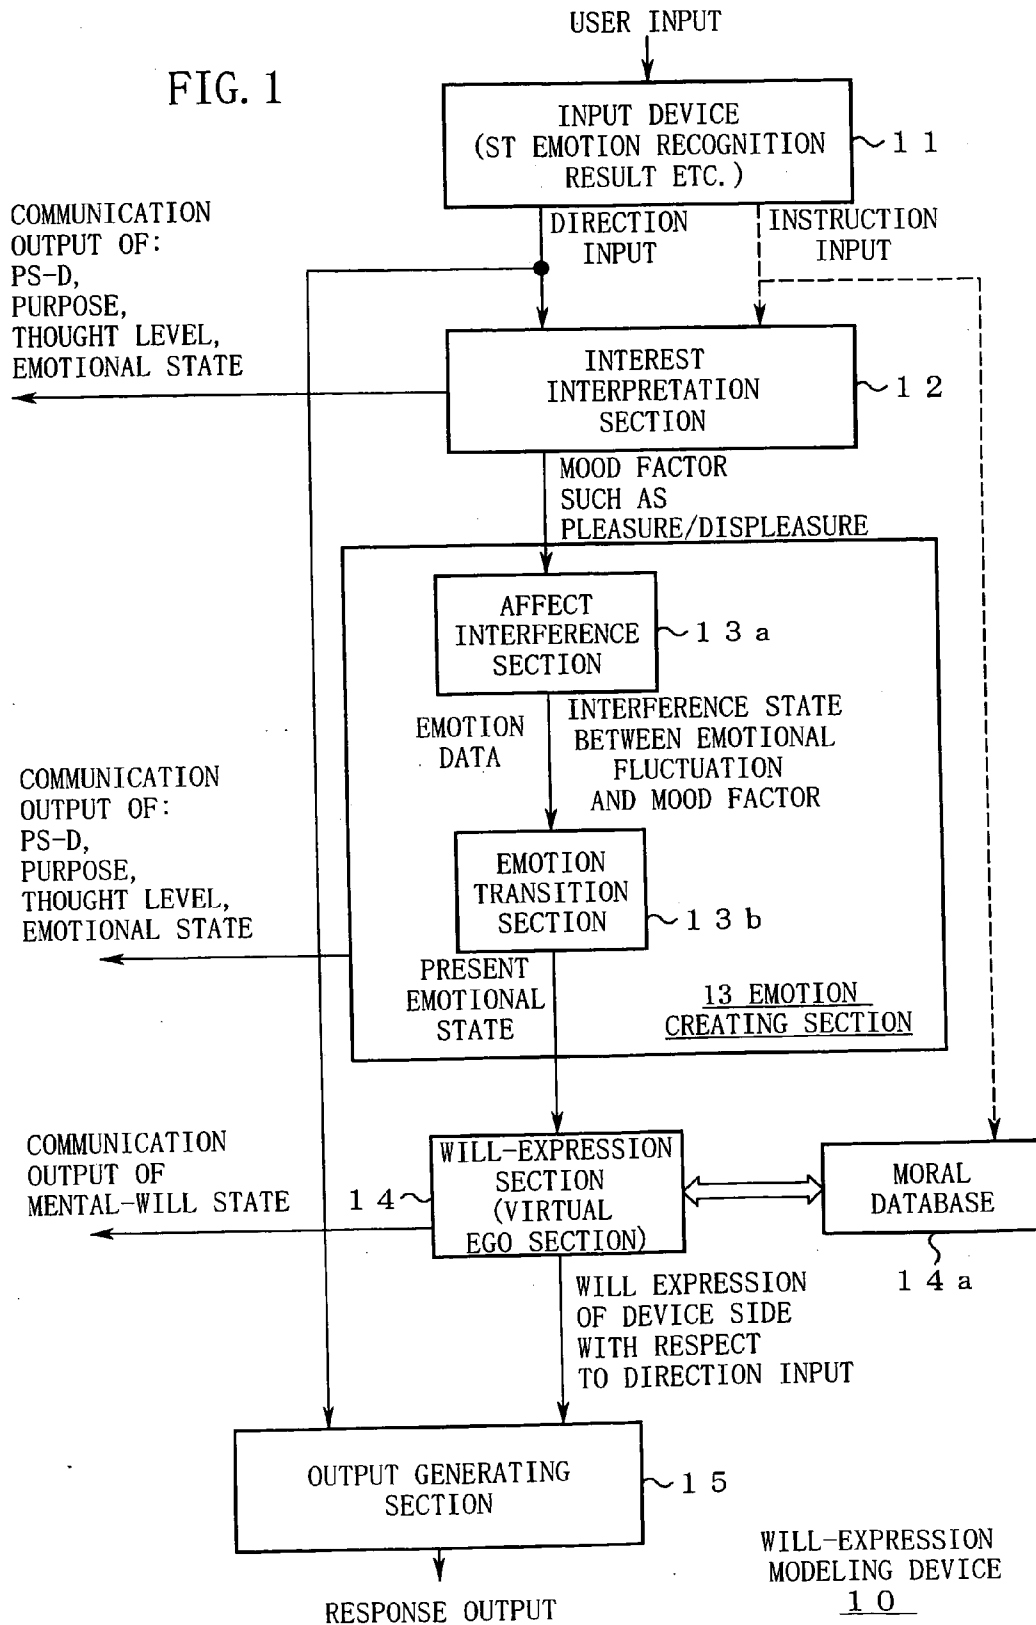 USER INPUT
FIG. 1
INPUT DEVICE
(ST EMOTION RECOGNITION
RESULT ETC.)
11
COMMUNICATION
OUTPUT OF:
PS-D,
PURPOSE,
THOUGHT LEVEL,
EMOTIONAL STATE
DIRECTION
INPUT
INSTRUCTION
INPUT
INTEREST
INTERPRETATION
SECTION
12
MOOD FACTOR
SUCH AS
PLEASURE/DISPLEASURE
AFFECT
INTERFERENCE
SECTION
13a
EMOTION
DATA
INTERFERENCE STATE
BETWEEN EMOTIONAL
FLUCTUATION
AND MOOD FACTOR
COMMUNICATION
OUTPUT OF:
PS-D,
PURPOSE,
THOUGHT LEVEL,
EMOTIONAL STATE
EMOTION
TRANSITION
SECTION
13b
PRESENT
EMOTIONAL
STATE
13 EMOTION
CREATING SECTION
COMMUNICATION
OUTPUT OF
MENTAL-WILL STATE
14
WILL-EXPRESSION
SECTION
(VIRTUAL
EGO SECTION)
MORAL
DATABASE
14a
WILL EXPRESSION
OF DEVICE SIDE
WITH RESPECT
TO DIRECTION INPUT
OUTPUT GENERATING
SECTION
15
WILL-EXPRESSION
MODELING DEVICE
10
RESPONSE OUTPUT